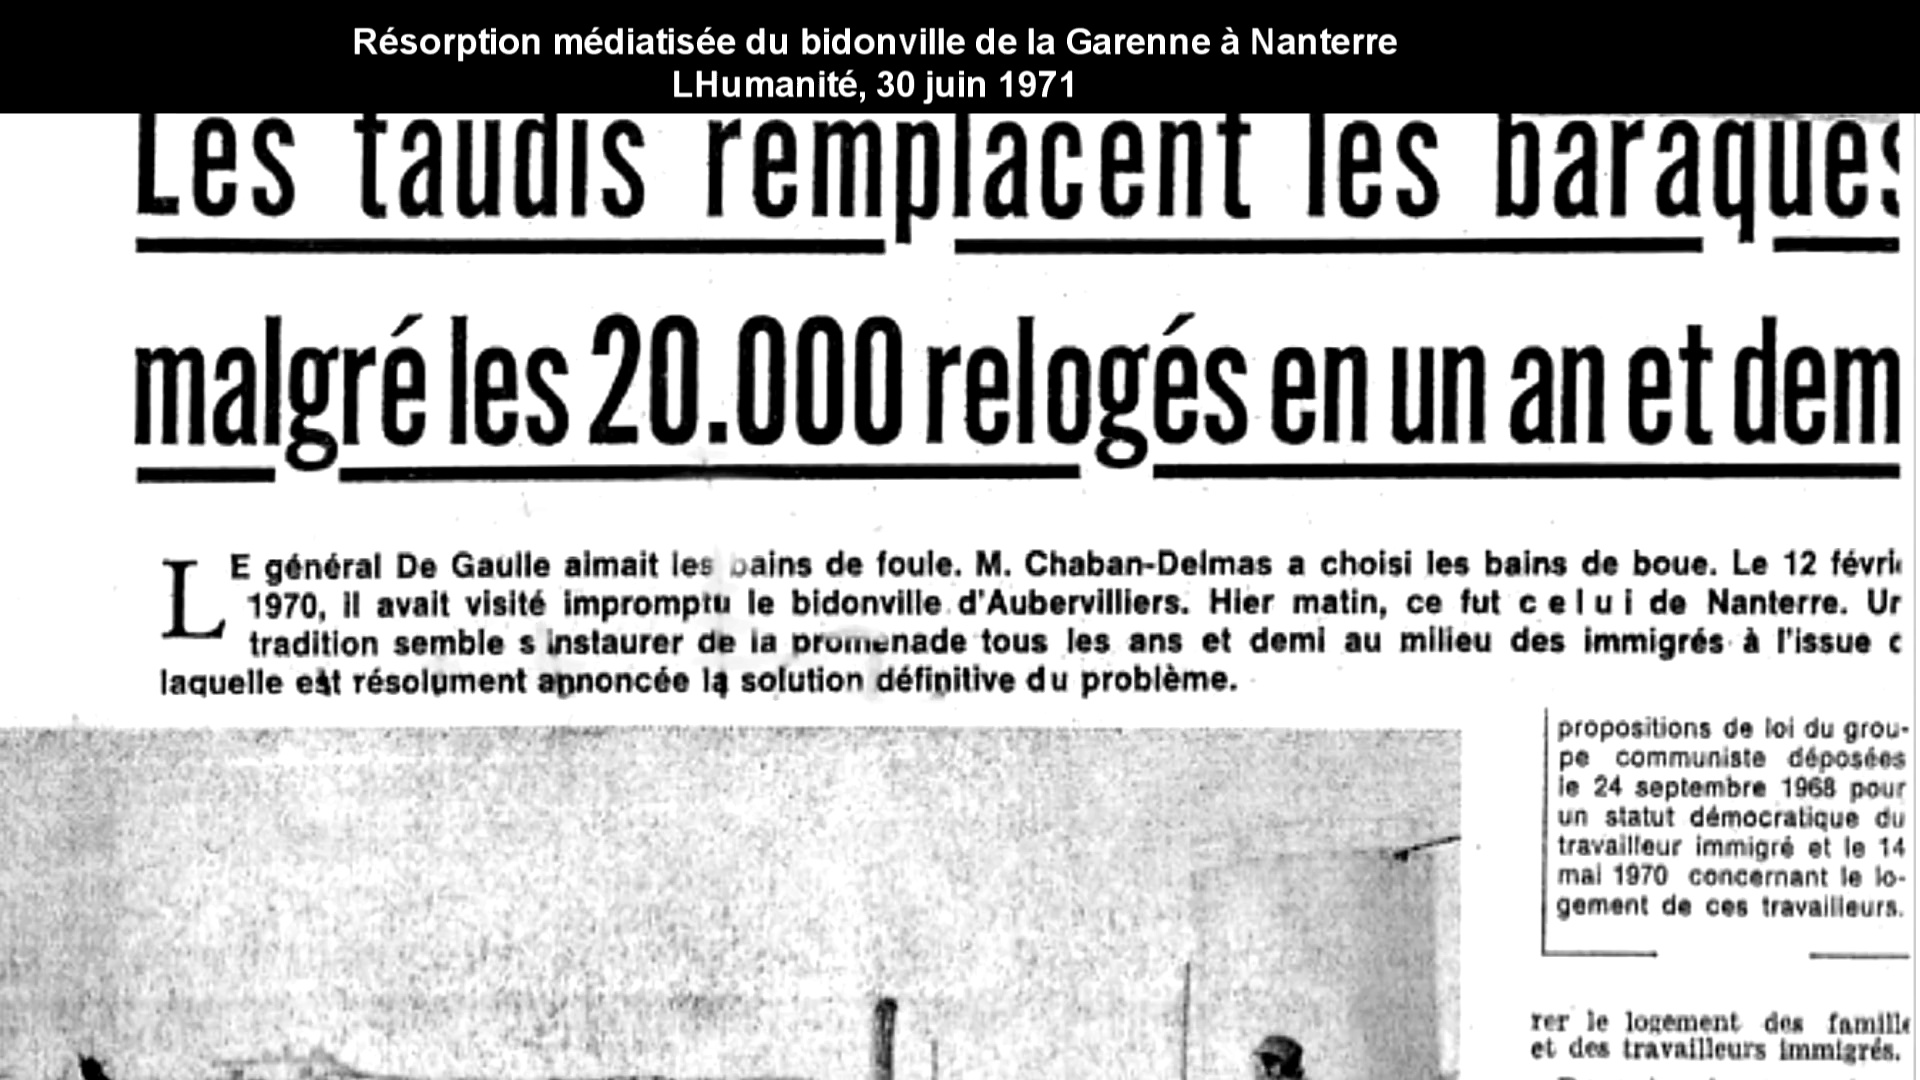 Résorption médiatisée du bidonville de la Garenne à Nanterre
LHumanité, 30 juin 1971
Les taudis remplacent les baraques
malgré les 20.000 relogés en un an et dem
LE général De Gaulle aimait les bains de foule. M. Chaban-Delmas a choisi les bains de boue. Le 12 févri
1970, il avait visité impromptu le bidonville d'Aubervilliers. Hier matin, ce fut celui de Nanterre. Un
tradition semble s instaurer de la promenade tous les ans et demi au milieu des immigrés à l'issue
laquelle est résolument annoncée la solution définitive du problème.
propositions de loi du grou-
pe communiste déposées
le 24 septembre 1968 pour
un statut démocratique du
travailleur immigré et le 14
mai 1970 concernant le lo-
gement de ces travailleurs.
rer le logement des famille
et des travailleurs immigrés.